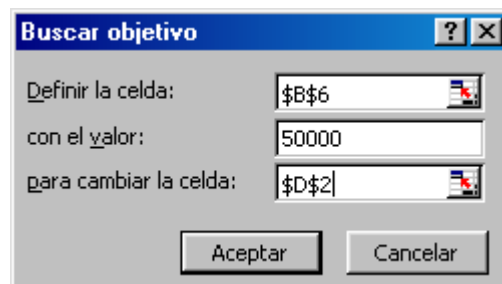 Buscar objetivo
Definir la celda: $B$6
con el valor: 50000
para cambiar la celda: $D$2
Aceptar Cancelar